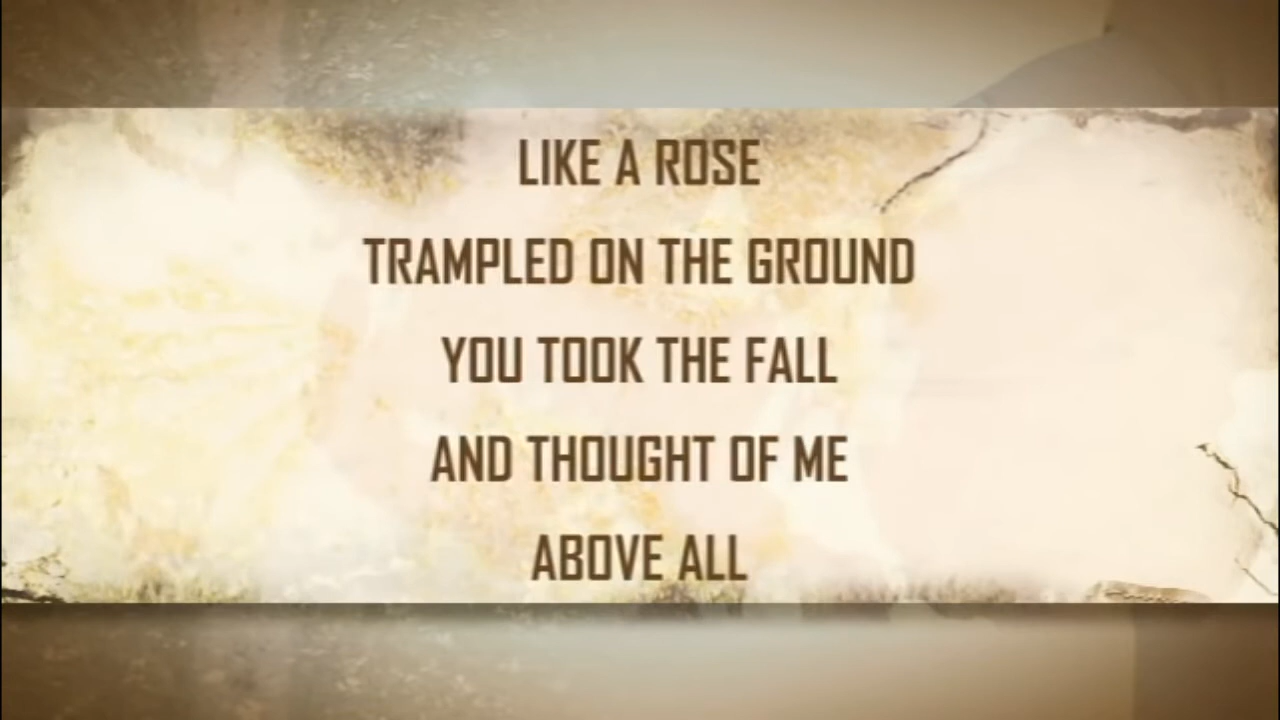 LIKE A ROSE
TRAMPLED ON THE GROUND
YOU TOOK THE FALL
AND THOUGHT OF ME
ABOVE ALL